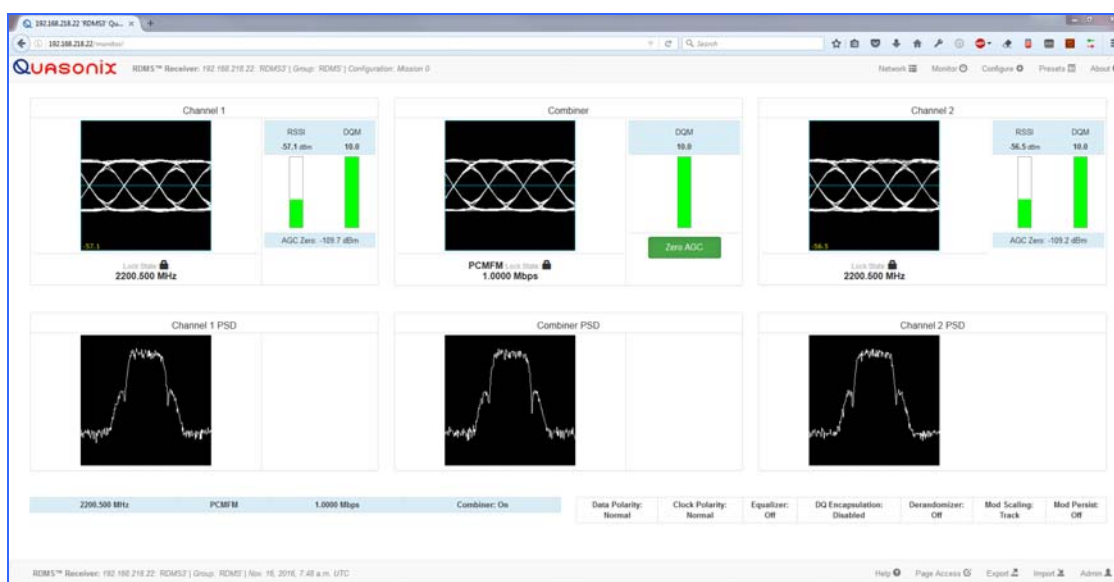 192.168.218.22 'RDMS3' Qu... × +
192.168.218.22/monitor/
Search
QUASONIX RDMS™ Receiver: 192.168.218.22: RDMS3 | Group: RDMS | Configuration: Mission 0
Network Monitor Configure Presets About
Channel 1
RSSI DQM
-57.1 dBm 10.0
-57.1
AGC Zero: -109.7 dBm
Lock State
2200.500 MHz
Combiner
DQM
10.0
Zero AGC
PCMFM Lock State
1.0000 Mbps
Channel 2
RSSI DQM
-56.5 dBm 10.0
-56.5
AGC Zero: -109.2 dBm
Lock State
2200.500 MHz
Channel 1 PSD
Combiner PSD
Channel 2 PSD
2200.500 MHz PCMFM 1.0000 Mbps Combiner: On
Data Polarity: Normal
Clock Polarity: Normal
Equalizer: Off
DQ Encapsulation: Disabled
Derandomizer: Off
Mod Scaling: Track
Mod Persist: Off
RDMS™ Receiver: 192.168.218.22: RDMS3 | Group: RDMS | Nov. 16, 2016, 7:48 a.m. UTC
Help Page Access Export Import Admin